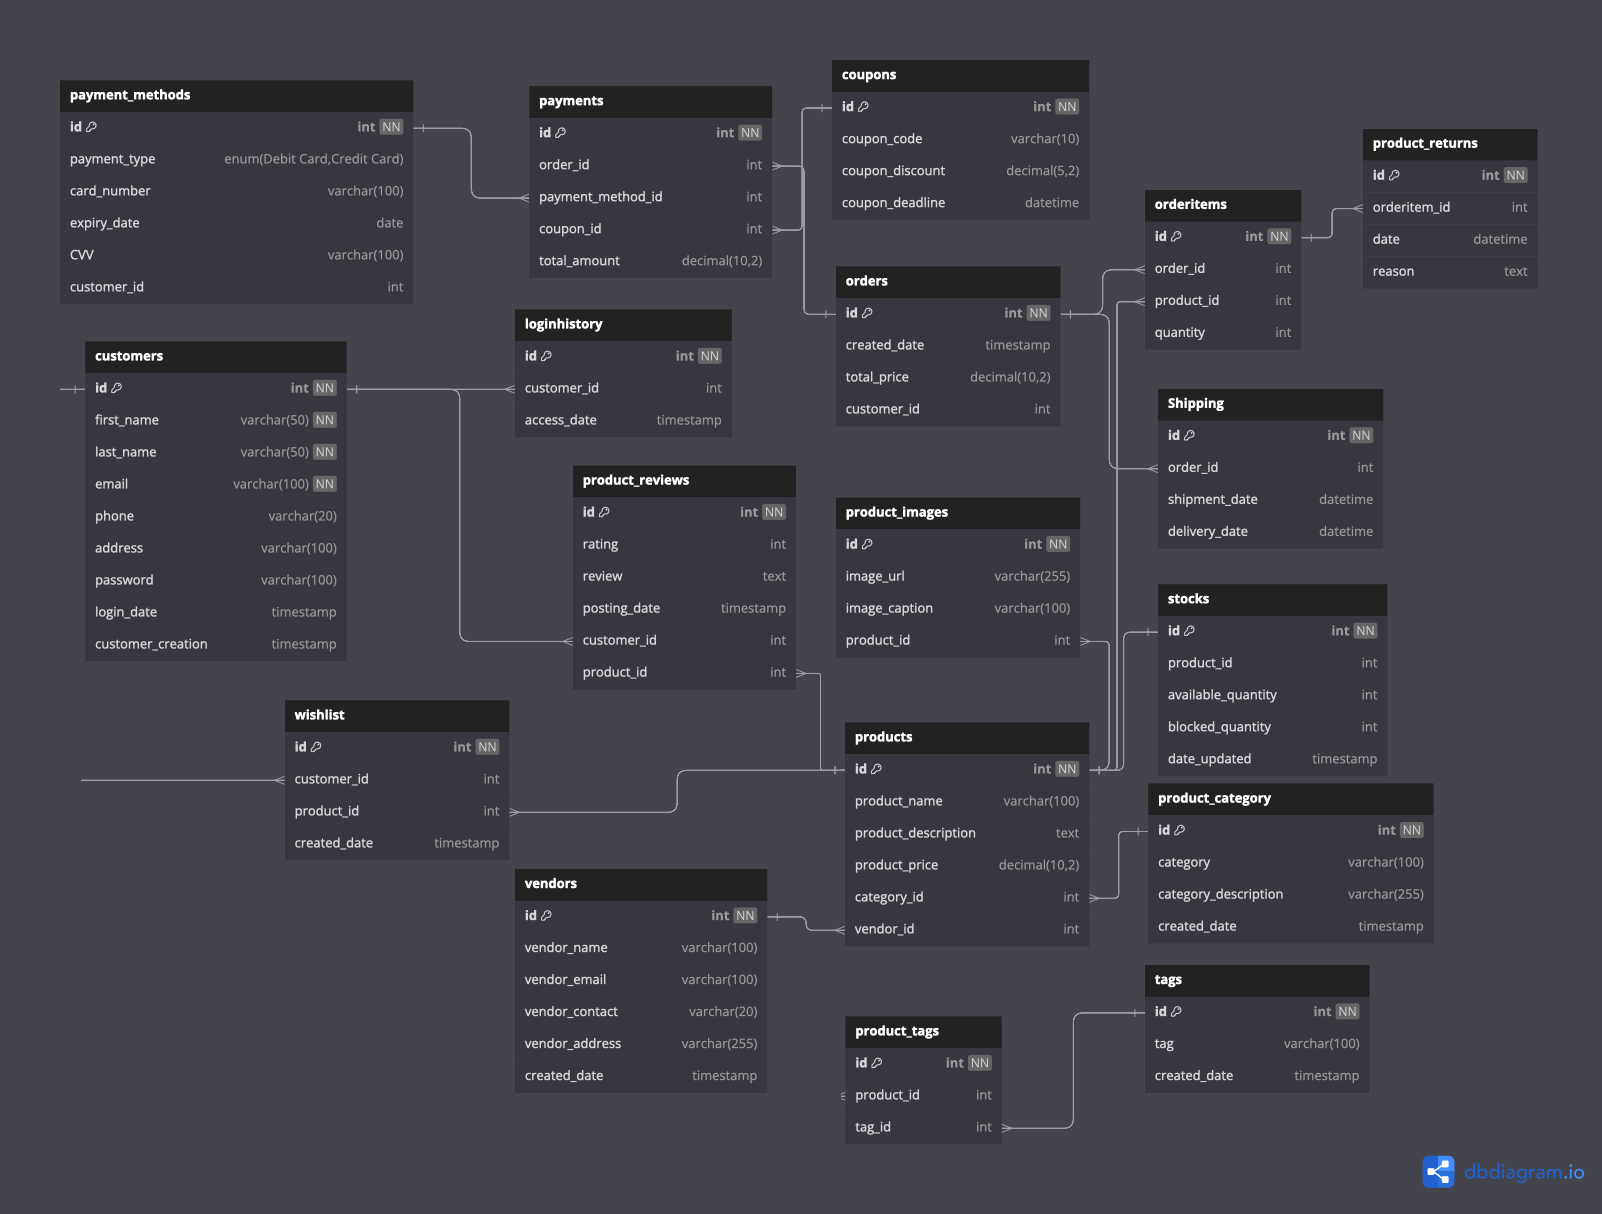 payment_methods
id int NN
payment_type enum(Debit Card,Credit Card)
card_number varchar(100)
expiry_date date
CVV varchar(100)
customer_id int
payments
id int NN
order_id int
payment_method_id int
coupon_id int
total_amount decimal(10,2)
coupons
id int NN
coupon_code varchar(10)
coupon_discount decimal(5,2)
coupon_deadline datetime
product_returns
id int NN
orderitem_id int
date datetime
reason text
orderitems
id int NN
order_id int
product_id int
quantity int
orders
id int NN
created_date timestamp
total_price decimal(10,2)
customer_id int
loginhistory
id int NN
customer_id int
access_date timestamp
customers
id int NN
first_name varchar(50) NN
last_name varchar(50) NN
email varchar(100) NN
phone varchar(20)
address varchar(100)
password varchar(100)
login_date timestamp
customer_creation timestamp
Shipping
id int NN
order_id int
shipment_date datetime
delivery_date datetime
product_reviews
id int NN
rating int
review text
posting_date timestamp
customer_id int
product_id int
product_images
id int NN
image_url varchar(255)
image_caption varchar(100)
product_id int
stocks
id int NN
product_id int
available_quantity int
blocked_quantity int
date_updated timestamp
wishlist
id int NN
customer_id int
product_id int
created_date timestamp
products
id int NN
product_name varchar(100)
product_description text
product_price decimal(10,2)
category_id int
vendor_id int
product_category
id int NN
category varchar(100)
category_description varchar(255)
created_date timestamp
vendors
id int NN
vendor_name varchar(100)
vendor_email varchar(100)
vendor_contact varchar(20)
vendor_address varchar(255)
created_date timestamp
tags
id int NN
tag varchar(100)
created_date timestamp
product_tags
id int NN
product_id int
tag_id int
dbdiagram.io